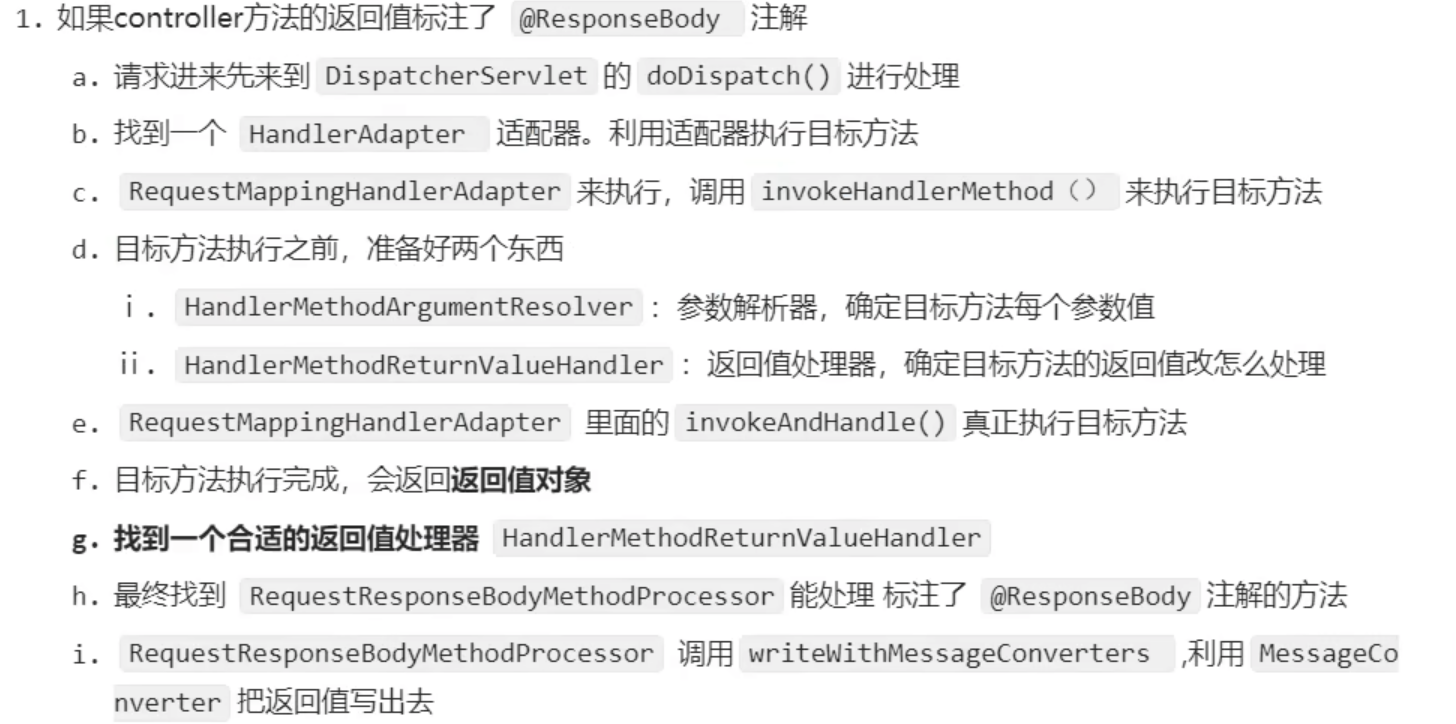 1. 如果controller方法的返回值标注了 @ResponseBody 注解
a. 请求进来先来到 DispatcherServlet 的 doDispatch() 进行处理
b. 找到一个 HandlerAdapter 适配器。利用适配器执行目标方法
c. RequestMappingHandlerAdapter 来执行，调用 invokeHandlerMethod（） 来执行目标方法
d. 目标方法执行之前，准备好两个东西
ⅰ. HandlerMethodArgumentResolver ：参数解析器，确定目标方法每个参数值
ⅱ. HandlerMethodReturnValueHandler ：返回值处理器，确定目标方法的返回值改怎么处理
e. RequestMappingHandlerAdapter 里面的 invokeAndHandle() 真正执行目标方法
f. 目标方法执行完成，会返回返回值对象
g. 找到一个合适的返回值处理器 HandlerMethodReturnValueHandler
h. 最终找到 RequestResponseBodyMethodProcessor 能处理 标注了 @ResponseBody 注解的方法
i. RequestResponseBodyMethodProcessor 调用 writeWithMessageConverters ,利用 MessageCo
nverter 把返回值写出去